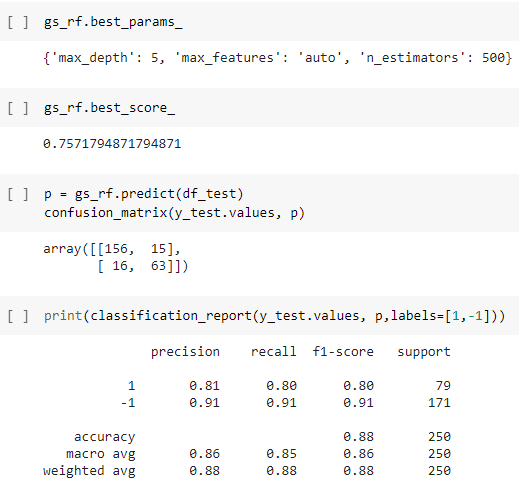 [ ] gs_rf.best_params_
{'max_depth': 5, 'max_features': 'auto', 'n_estimators': 500}
[ ] gs_rf.best_score_
0.7571794871794871
[ ] p = gs_rf.predict(df_test)
confusion_matrix(y_test.values, p)
array([[156, 15],
[ 16, 63]])
[ ] print(classification_report(y_test.values, p,labels=[1,-1]))
precision recall f1-score support
1 0.81 0.80 0.80 79
-1 0.91 0.91 0.91 171
accuracy 0.88 250
macro avg 0.86 0.85 0.86 250
weighted avg 0.88 0.88 0.88 250